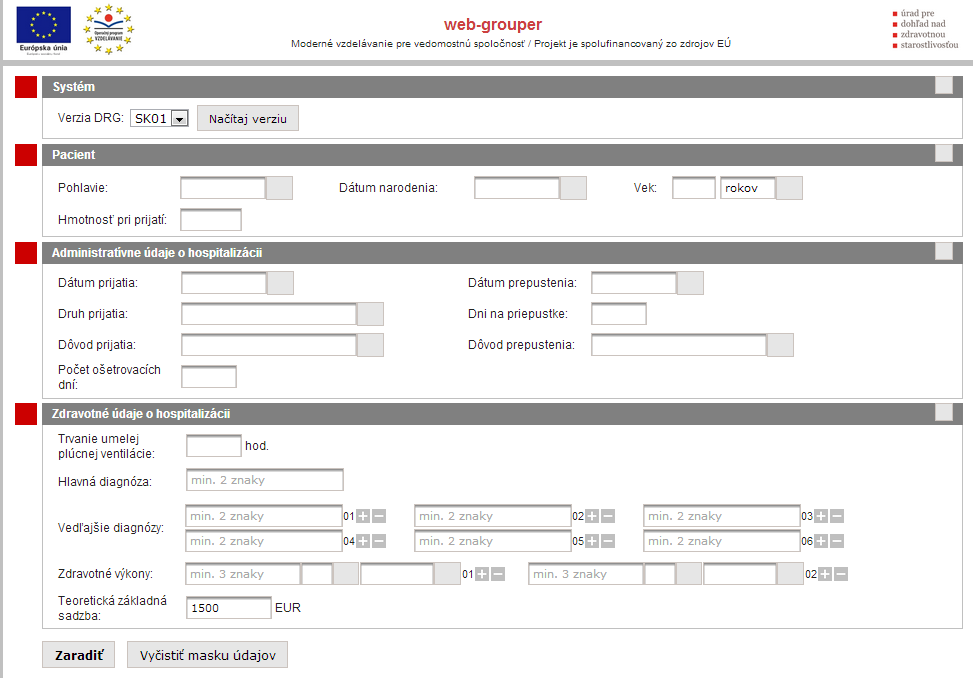 Európska únia
Operačný program
VZDELÁVANIE
web-grouper
Moderné vzdelávanie pre vedomostnú spoločnosť / Projekt je spolufinancovaný zo zdrojov EÚ
úrad pre
dohľad nad
zdravotnou
starostlivosťou
Systém
Verzia DRG: SK01 Načítaj verziu
Pacient
Pohlavie: Dátum narodenia: Vek: rokov
Hmotnosť pri prijatí:
Administratívne údaje o hospitalizácii
Dátum prijatia: Dátum prepustenia:
Druh prijatia: Dni na priepustke:
Dôvod prijatia: Dôvod prepustenia:
Počet ošetrovacích
dní:
Zdravotné údaje o hospitalizácii
Trvanie umelej
pľúcnej ventilácie: hod.
Hlavná diagnóza: min. 2 znaky
Vedľajšie diagnózy:
min. 2 znaky 01 min. 2 znaky 02 min. 2 znaky 03
min. 2 znaky 04 min. 2 znaky 05 min. 2 znaky 06
Zdravotné výkony: min. 3 znaky 01 min. 3 znaky 02
Teoretická základná
sadzba: 1500 EUR
Zaradiť Vyčistiť masku údajov